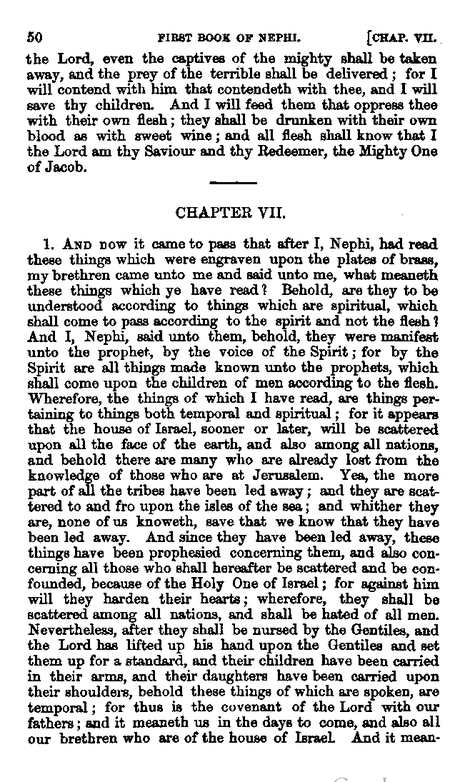 50 FIRST BOOK OF NEPHI. [CHAP. VII.
the Lord, even the captives of the mighty shall be taken
away, and the prey of the terrible shall be delivered; for I
will contend with him that contendeth with thee, and I will
save thy children. And I will feed them that oppress thee
with their own flesh; they shall be drunken with their own
blood as with sweet wine; and all flesh shall know that I
the Lord am thy Saviour and thy Redeemer, the Mighty One
of Jacob.
CHAPTER VII.
1. AND now it came to pass that after I, Nephi, had read
these things which were engraven upon the plates of brass,
my brethren came unto me and said unto me, what meaneth
these things which ye have read? Behold, are they to be
understood according to things which are spiritual, which
shall come to pass according to the spirit and not the flesh?
And I, Nephi, said unto them, behold, they were manifest
unto the prophet, by the voice of the Spirit; for by the
Spirit are all things made known unto the prophets, which
shall come upon the children of men according to the flesh.
Wherefore, the things of which I have read, are things per-
taining to things both temporal and spiritual; for it appears
that the house of Israel, sooner or later, will be scattered
upon all the face of the earth, and also among all nations,
and behold there are many who are already lost from the
knowledge of those who are at Jerusalem. Yea, the more
part of all the tribes have been led away; and they are scat-
tered to and fro upon the isles of the sea; and whither they
are, none of us knoweth, save that we know that they have
been led away. And since they have been led away, these
things have been prophesied concerning them, and also con-
cerning all those who shall hereafter be scattered and be con-
founded, because of the Holy One of Israel; for against him
will they harden their hearts; wherefore, they shall be
scattered among all nations, and shall be hated of all men.
Nevertheless, after they shall be nursed by the Gentiles, and
the Lord has lifted up his hand upon the Gentiles and set
them up for a standard, and their children have been carried
in their arms, and their daughters have been carried upon
their shoulders, behold these things of which are spoken, are
temporal; for thus is the covenant of the Lord with our
fathers; and it meaneth us in the days to come, and also all
our brethren who are of the house of Israel. And it mean-